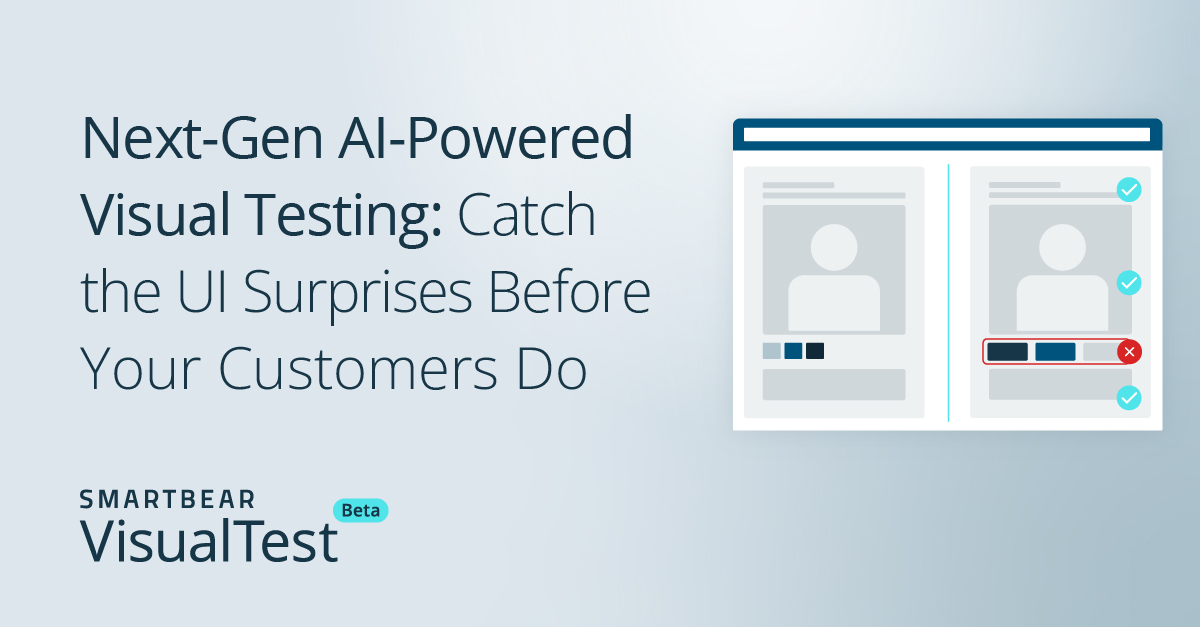 Next-Gen AI-Powered
Visual Testing: Catch
the UI Surprises Before
Your Customers Do
SMARTBEAR
VisualTest Beta